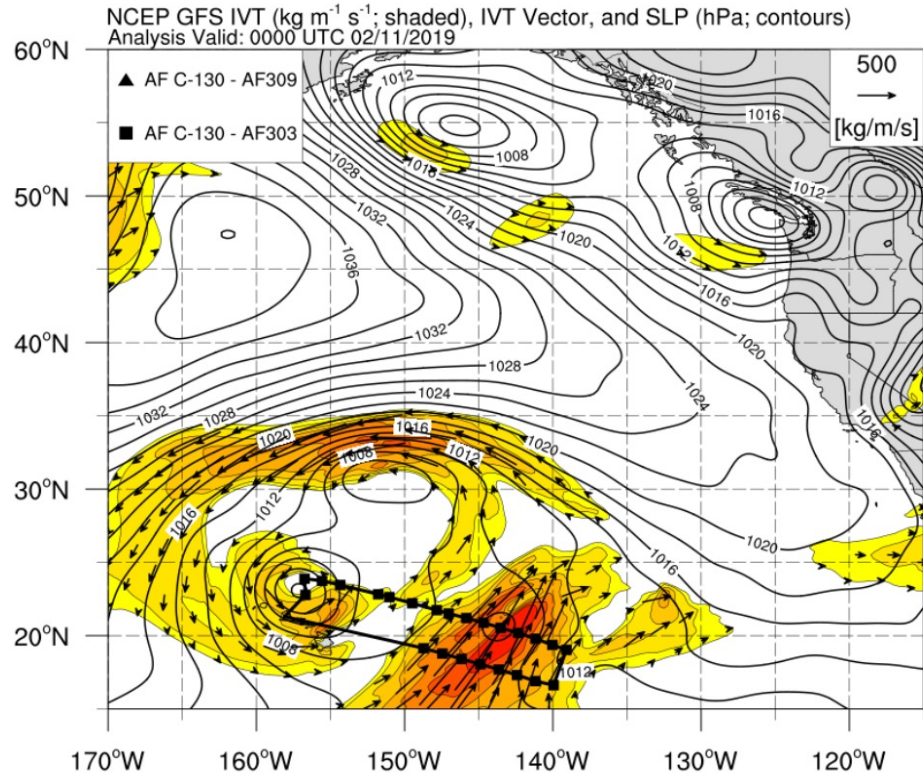 NCEP GFS IVT (kg m⁻¹ s⁻¹; shaded), IVT Vector, and SLP (hPa; contours)
Analysis Valid: 0000 UTC 02/11/2019
60°N
AF C-130 - AF309
AF C-130 - AF303
500
[kg/m/s]
1012
1020
1016
1008
1016
1028
50°N
1032
1024
1020
1008
1012
1012
1036
1016
40°N
1032
1020
1028
1024
1024
1032
1028
1020
1016
1020
1016
1008
1012
30°N
1012
1016
1020
1016
20°N
1008
1012
170°W
160°W
150°W
140°W
130°W
120°W